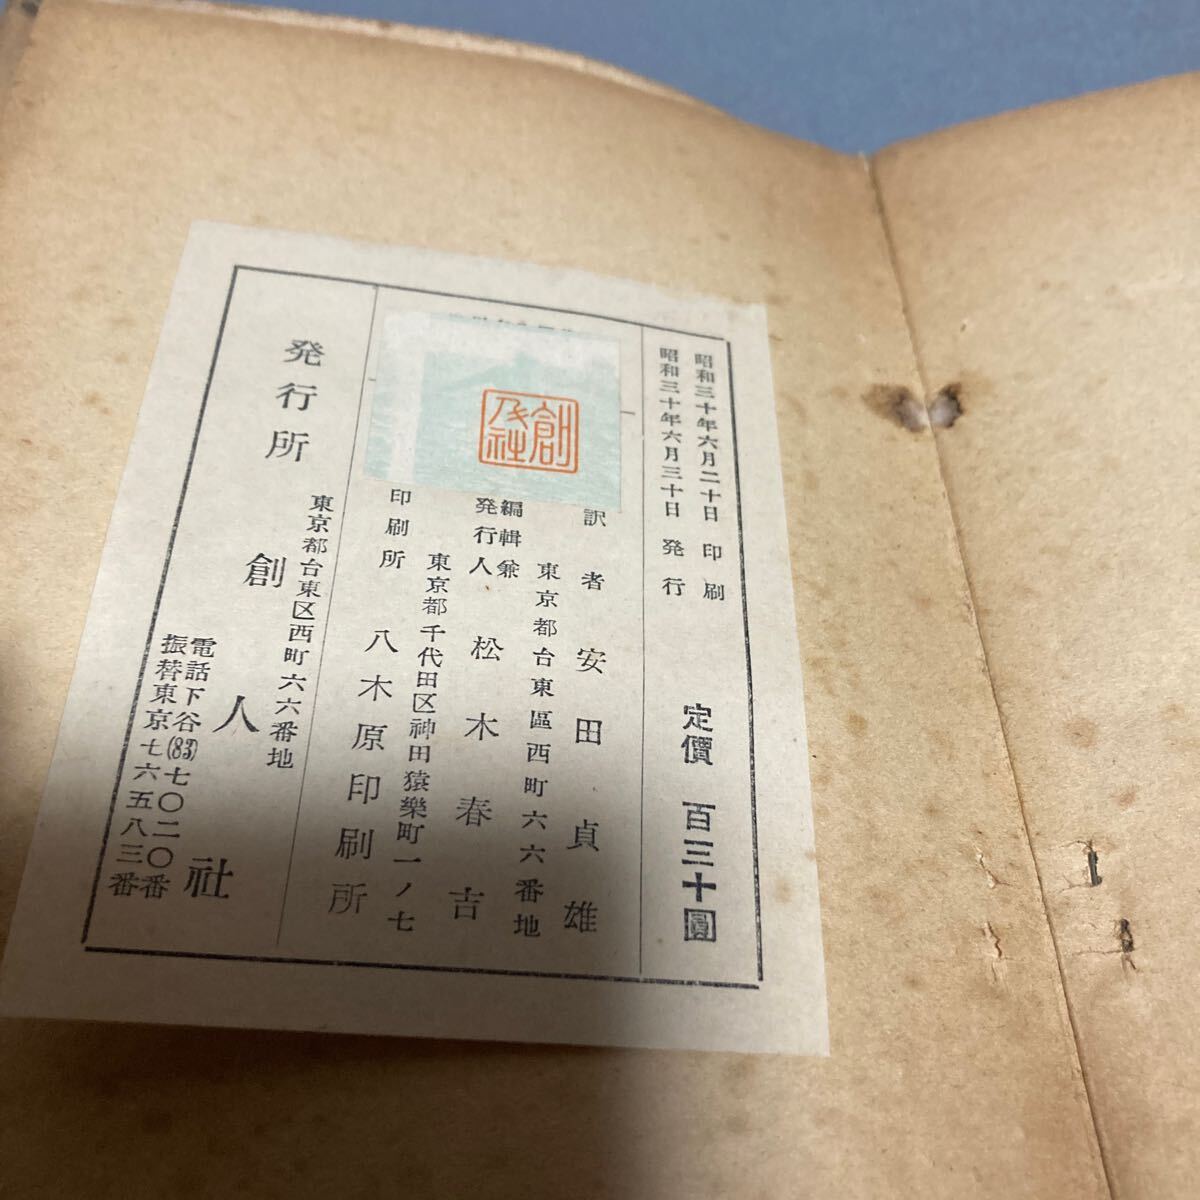 昭和三十年六月二十日 印刷
昭和三十年六月三十日 発行
定價 百三十圓
訳者 安田貞雄
東京都台東區西町六六番地
編輯兼
発行人 松木春吉
東京都千代田区神田猿樂町一ノ七
印刷所 八木原印刷所
創人社
発行所
東京都台東区西町六六番地
創人社
電話下谷(83)七〇二〇番
振替東京七六五八三番